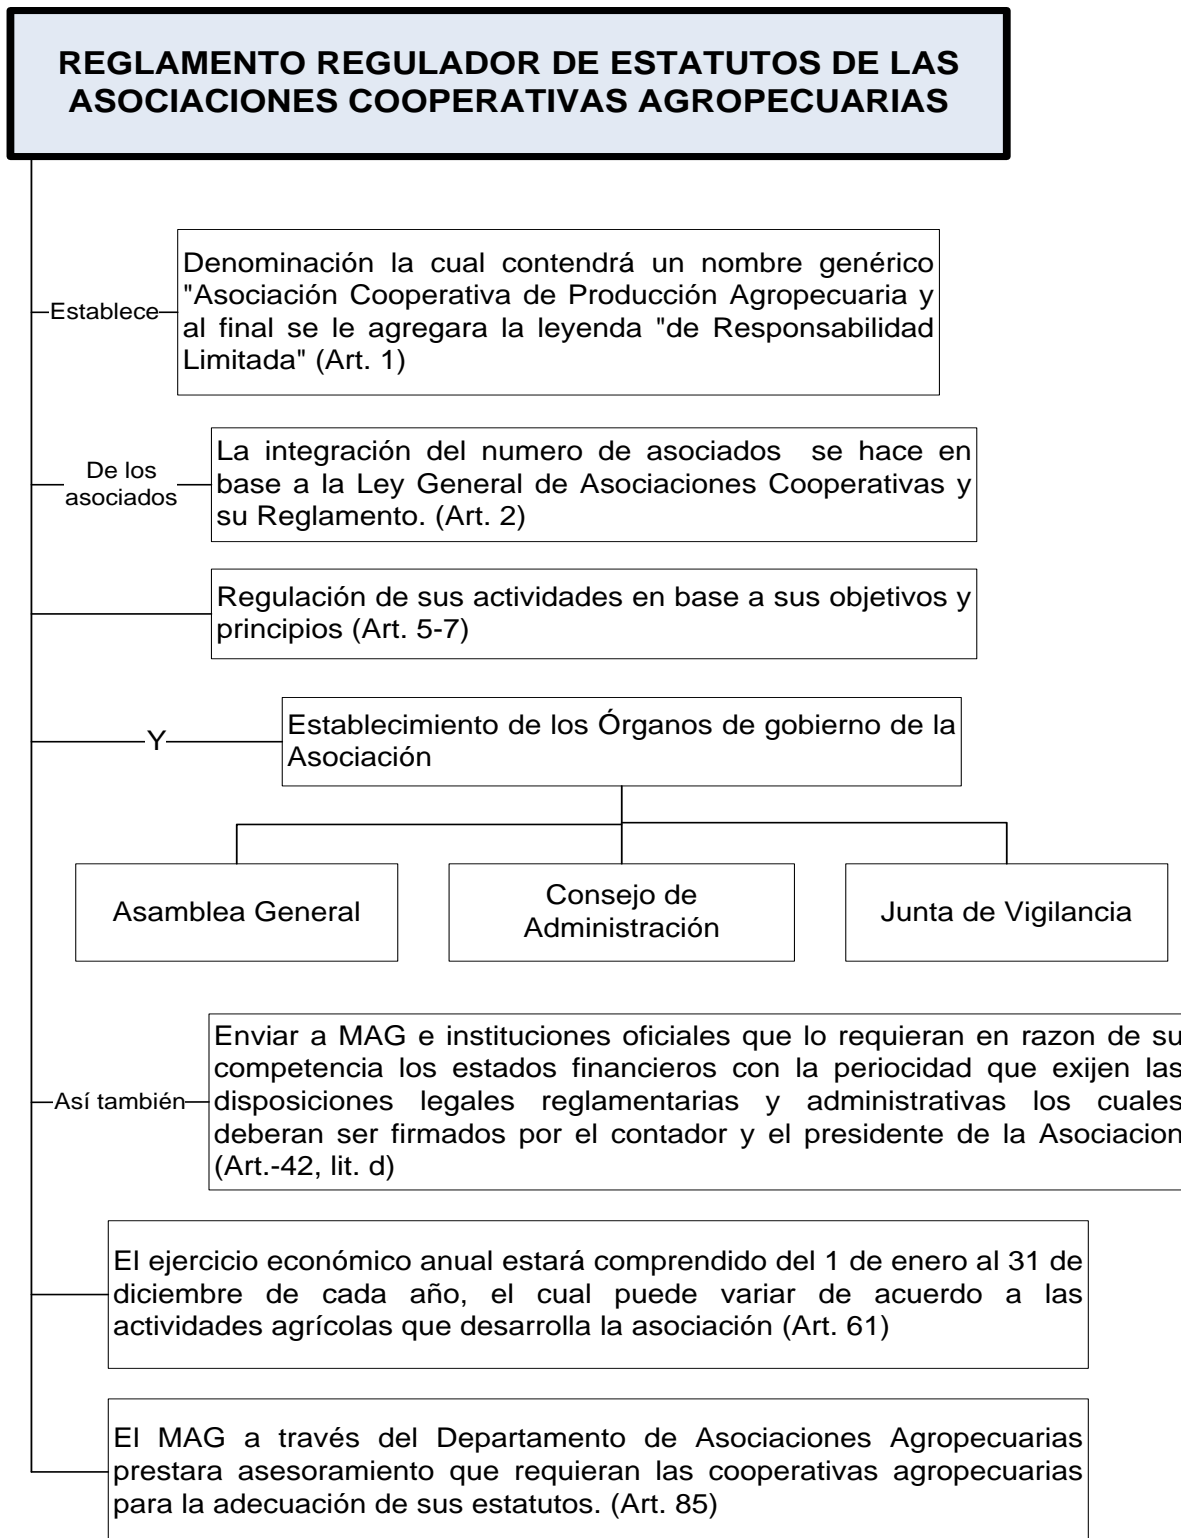 REGLAMENTO REGULADOR DE ESTATUTOS DE LAS
ASOCIACIONES COOPERATIVAS AGROPECUARIAS
Establece
Denominación la cual contendrá un nombre genérico
"Asociación Cooperativa de Producción Agropecuaria y
al final se le agregara la leyenda "de Responsabilidad
Limitada" (Art. 1)
De los
asociados
La integración del numero de asociados se hace en
base a la Ley General de Asociaciones Cooperativas y
su Reglamento. (Art. 2)
Regulación de sus actividades en base a sus objetivos y
principios (Art. 5-7)
Y
Establecimiento de los Órganos de gobierno de la
Asociación
Asamblea General
Consejo de
Administración
Junta de Vigilancia
Así también
Enviar a MAG e instituciones oficiales que lo requieran en razon de su
competencia los estados financieros con la periocidad que exijen las
disposiciones legales reglamentarias y administrativas los cuales
deberan ser firmados por el contador y el presidente de la Asociacion
(Art.-42, lit. d)
El ejercicio económico anual estará comprendido del 1 de enero al 31 de
diciembre de cada año, el cual puede variar de acuerdo a las
actividades agrícolas que desarrolla la asociación (Art. 61)
El MAG a través del Departamento de Asociaciones Agropecuarias
prestara asesoramiento que requieran las cooperativas agropecuarias
para la adecuación de sus estatutos. (Art. 85)